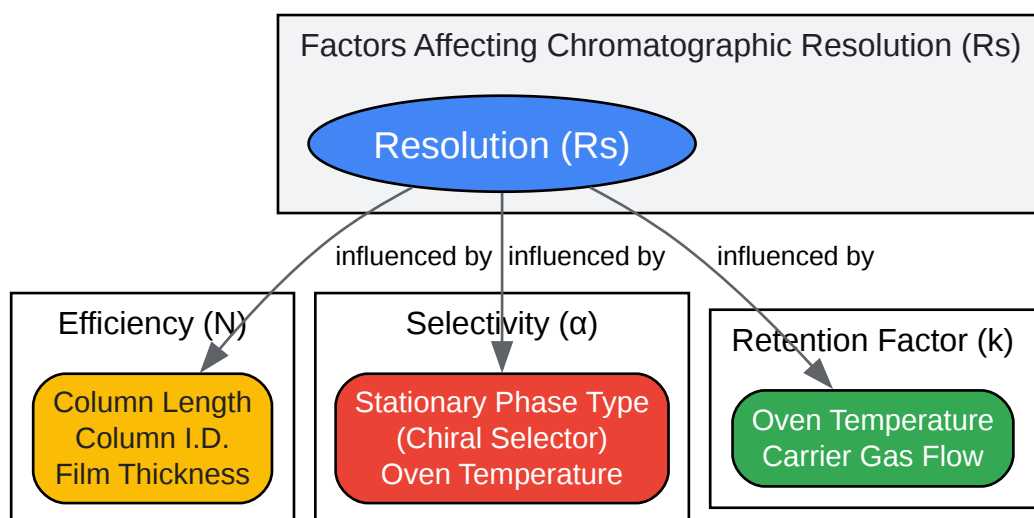 Factors Affecting Chromatographic Resolution (Rs)
Resolution (Rs)
influenced by
influenced by
influenced by
Efficiency (N)
Column Length
Column I.D.
Film Thickness
Selectivity (α)
Stationary Phase Type
(Chiral Selector)
Oven Temperature
Retention Factor (k)
Oven Temperature
Carrier Gas Flow